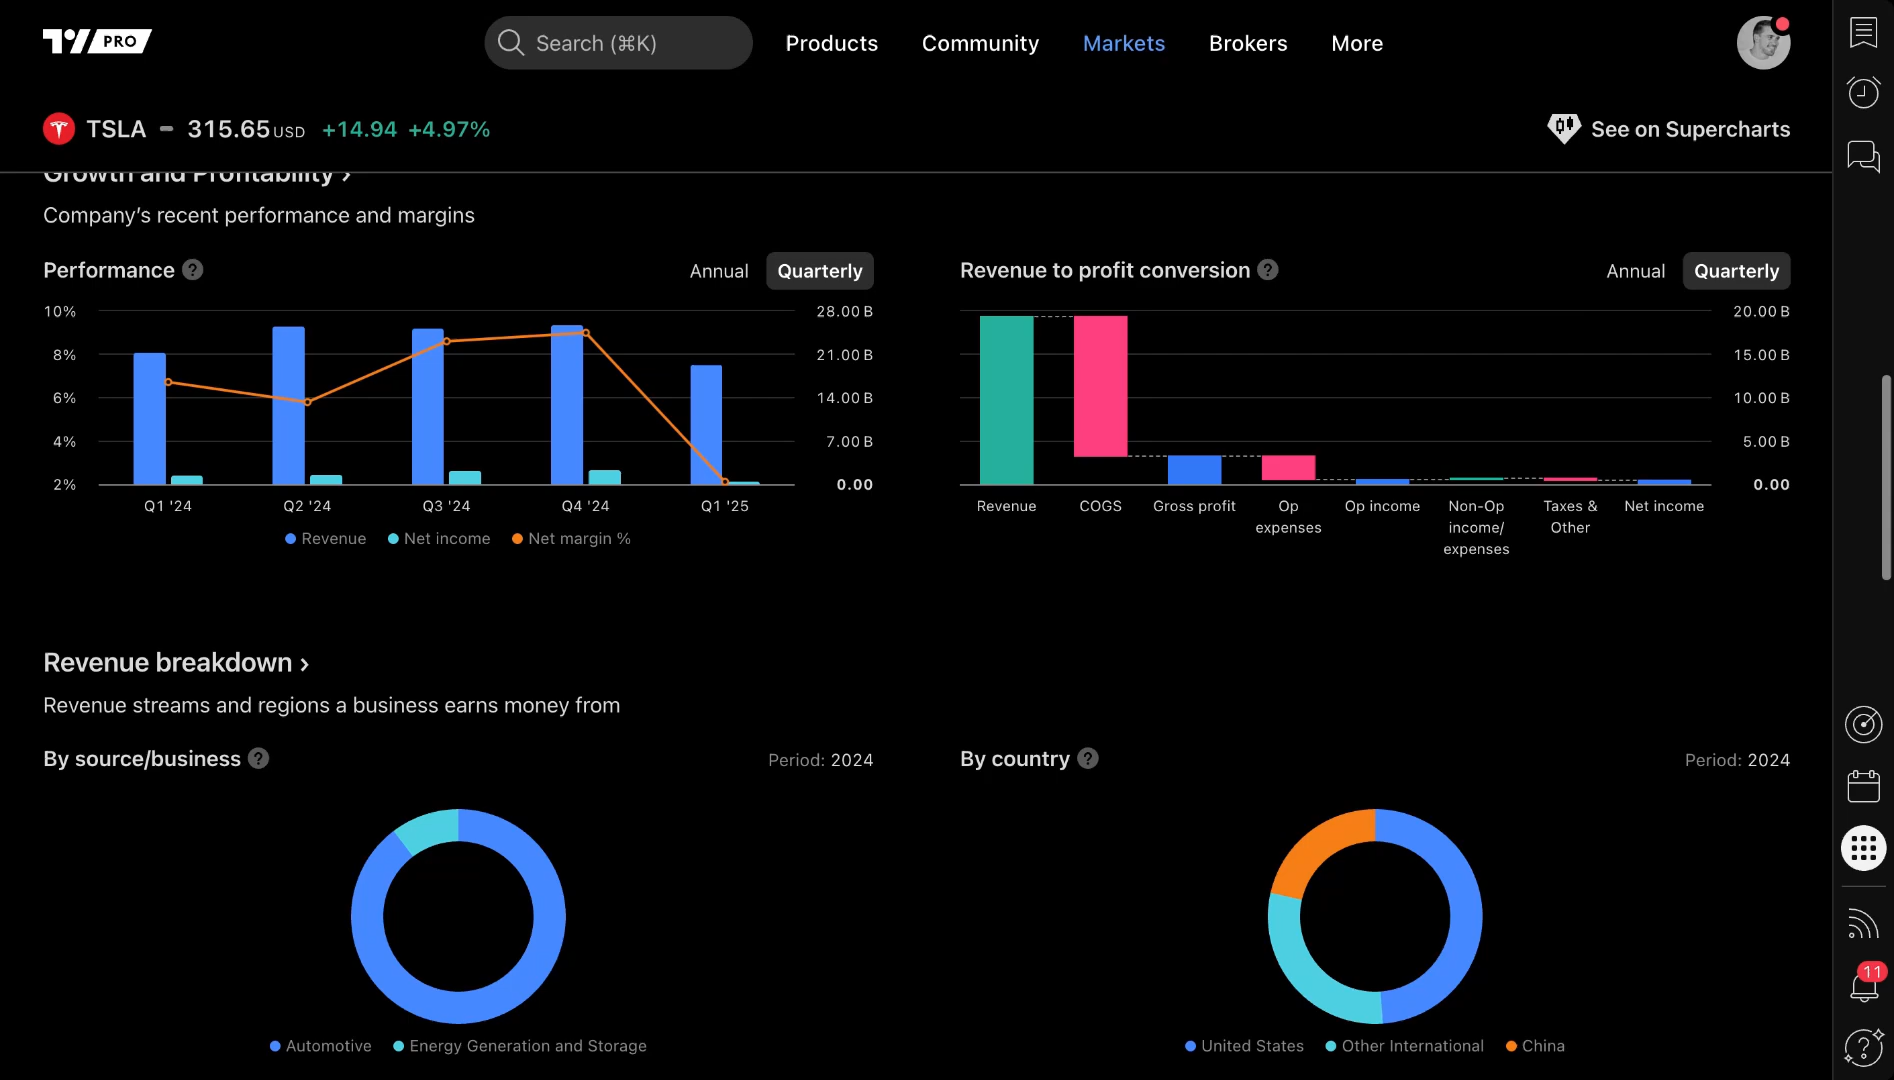 TV PRO
Search (⌘K)
Products
Community
Markets
Brokers
More
TSLA
315.65 USD
+14.94 +4.97%
See on Supercharts
Growth and Profitability ›
Company's recent performance and margins
Performance ?
Annual
Quarterly
10%
8%
6%
4%
2%
28.00 B
21.00 B
14.00 B
7.00 B
0.00
Q1 '24
Q2 '24
Q3 '24
Q4 '24
Q1 '25
Revenue
Net income
Net margin %
Revenue to profit conversion ?
Annual
Quarterly
20.00 B
15.00 B
10.00 B
5.00 B
0.00
Revenue
COGS
Gross profit
Op
expenses
Op income
Non-Op
income/
expenses
Taxes &
Other
Net income
Revenue breakdown ›
Revenue streams and regions a business earns money from
By source/business ?
Period: 2024
Automotive
Energy Generation and Storage
By country ?
Period: 2024
United States
Other International
China
11
?